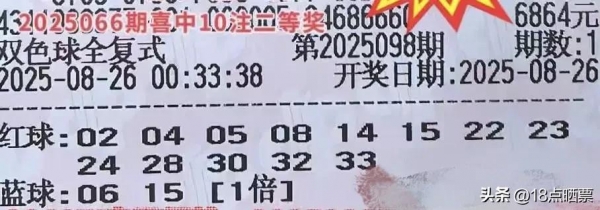 2025066期喜中10注二等奖
6864元
双色球全复式 第2025098期 期数:1
2025-08-26 00:33:38 开奖日期:2025-08-26
红球:02 04 05 08 14 15 22 23
24 28 30 32 33
蓝球:06 15 [1倍]
头条 @18点晒票